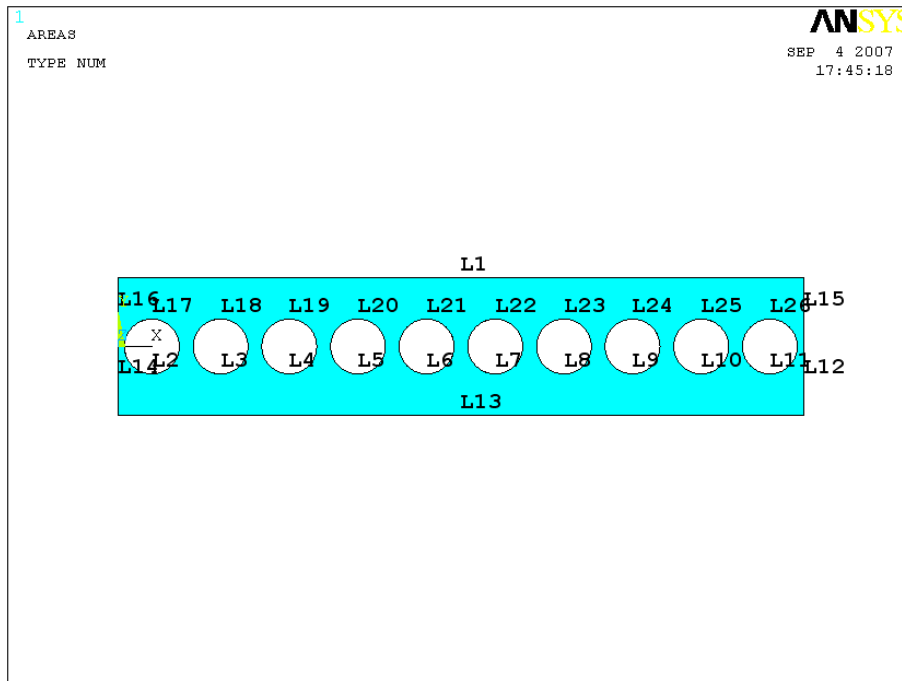 1
AREAS
TYPE NUM
ANSYS
SEP 4 2007
17:45:18
L1
L16 L17 L18 L19 L20 L21 L22 L23 L24 L25 L26 L15
Z X
L14 L2 L3 L4 L5 L6 L7 L8 L9 L10 L11 L12
L13